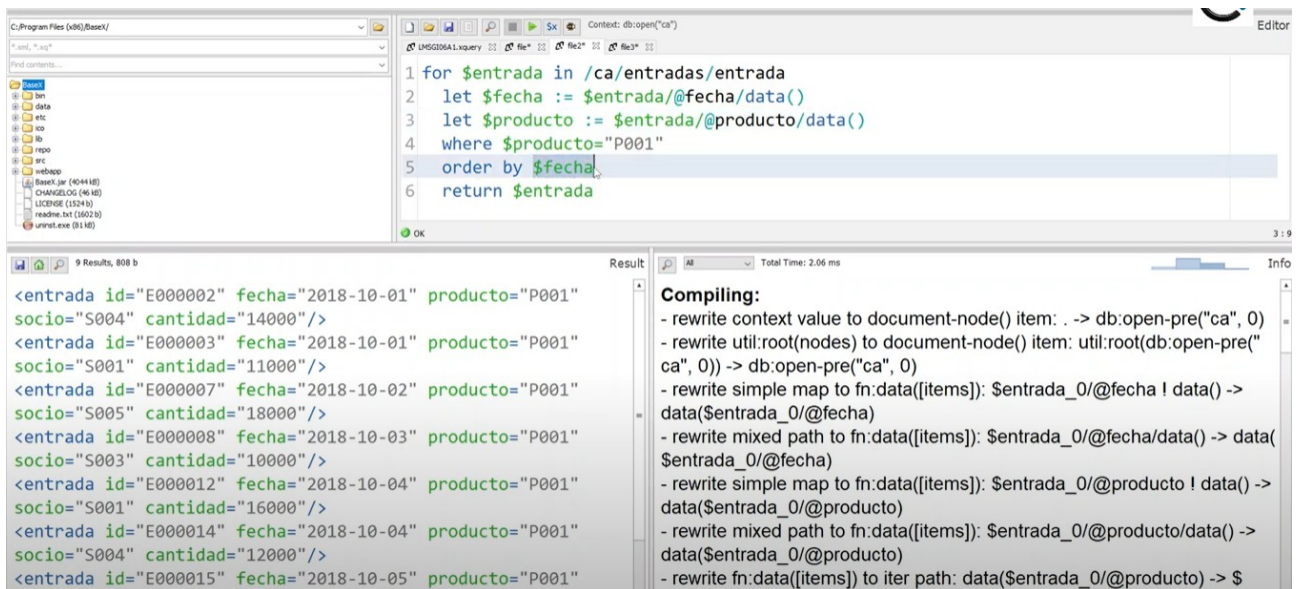 C:/Program Files (x86)/BaseX/
*.xml, *.xq*
Find contents...
BaseX
bin
data
etc
ico
lib
repo
src
webapp
BaseX.jar (4044 kB)
CHANGELOG (46 kB)
LICENSE (1524 b)
readme.txt (1602 b)
uninst.exe (81 kB)
Context: db:open("ca")
Editor
LMSGI06A1.xquery
file*
file2*
file3*
1 for $entrada in /ca/entradas/entrada
2 let $fecha := $entrada/@fecha/data()
3 let $producto := $entrada/@producto/data()
4 where $producto="P001"
5 order by $fecha
6 return $entrada
OK
3 : 9
9 Results, 808 b
Result
<entrada id="E000002" fecha="2018-10-01" producto="P001"
socio="S004" cantidad="14000"/>
<entrada id="E000003" fecha="2018-10-01" producto="P001"
socio="S001" cantidad="11000"/>
<entrada id="E000007" fecha="2018-10-02" producto="P001"
socio="S005" cantidad="18000"/>
<entrada id="E000008" fecha="2018-10-03" producto="P001"
socio="S003" cantidad="10000"/>
<entrada id="E000012" fecha="2018-10-04" producto="P001"
socio="S001" cantidad="16000"/>
<entrada id="E000014" fecha="2018-10-04" producto="P001"
socio="S004" cantidad="12000"/>
<entrada id="E000015" fecha="2018-10-05" producto="P001"
All
Total Time: 2.06 ms
Info
Compiling:
- rewrite context value to document-node() item: . -> db:open-pre("ca", 0)
- rewrite util:root(nodes) to document-node() item: util:root(db:open-pre("
ca", 0)) -> db:open-pre("ca", 0)
- rewrite simple map to fn:data([items]): $entrada_0/@fecha ! data() ->
data($entrada_0/@fecha)
- rewrite mixed path to fn:data([items]): $entrada_0/@fecha/data() -> data(
$entrada_0/@fecha)
- rewrite simple map to fn:data([items]): $entrada_0/@producto ! data() ->
data($entrada_0/@producto)
- rewrite mixed path to fn:data([items]): $entrada_0/@producto/data() ->
data($entrada_0/@producto)
- rewrite fn:data([items]) to iter path: data($entrada_0/@producto) -> $